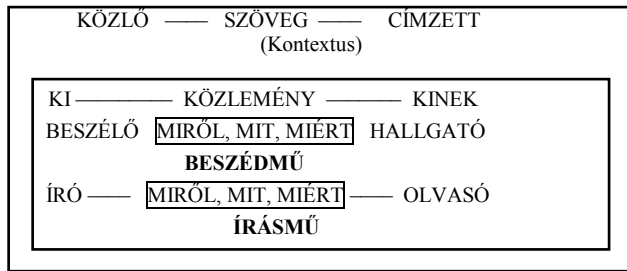 KÖZLŐ —— SZÖVEG —— CÍMZETT
(Kontextus)
KI ———— KÖZLEMÉNY ———— KINEK
BESZÉLŐ MIRŐL, MIT, MIÉRT HALLGATÓ
BESZÉDMŰ
ÍRÓ —— MIRŐL, MIT, MIÉRT —— OLVASÓ
ÍRÁSMŰ